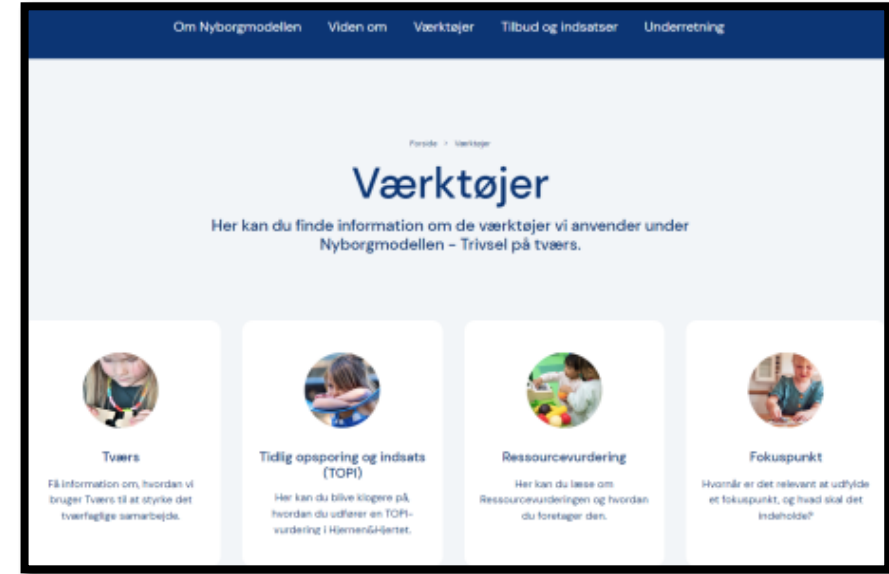 Om Nyborgmodellen Viden om Værktøjer Tilbud og indsatser Underretning
Forside > Værktøjer
Værktøjer
Her kan du finde information om de værktøjer vi anvender under
Nyborgmodellen – Trivsel på tværs.
Tværs
Få information om, hvordan vi
bruger Tværs til at styrke det
tværfaglige samarbejde.
Tidlig opsporing og indsats
(TOPI)
Her kan du blive klogere på,
hvordan du udfører en TOPI-
vurdering i Hjernen&Hjertet.
Ressourcevurdering
Her kan du læse om
Ressourcevurderingen og hvordan
du foretager den.
Fokuspunkt
Hvornår er det relevant at udfylde
et fokuspunkt, og hvad skal det
indeholde?